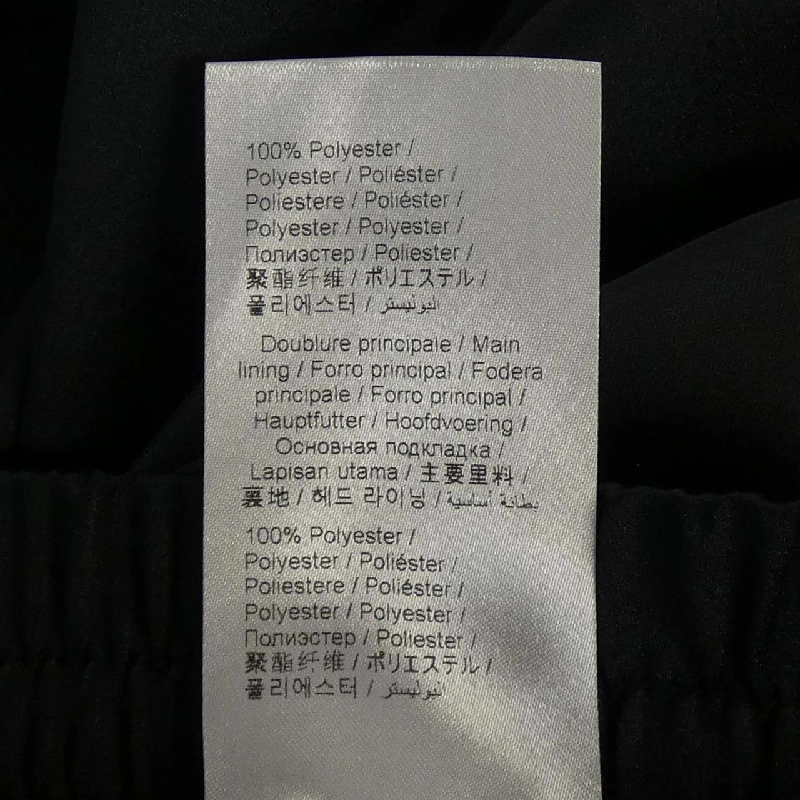 100% Polyester /
Polyester / Poliéster /
Poliestere / Poliéster /
Polyester / Polyester /
Полиэстер / Poliester /
聚酯纤维 / ポリエステル /
폴리에스터 / البوليستر
Doublure principale / Main
lining / Forro principal / Fodera
principale / Forro principal /
Hauptfutter / Hoofdvoering /
Основная подкладка /
Lapisan utama / 主要里料 /
裏地 / 헤드 라이닝 / بطانة أساسية
100% Polyester /
Polyester / Poliéster /
Poliestere / Poliéster /
Polyester / Polyester /
Полиэстер / Poliester /
聚酯纤维 / ポリエステル /
폴리에스터 / البوليستر